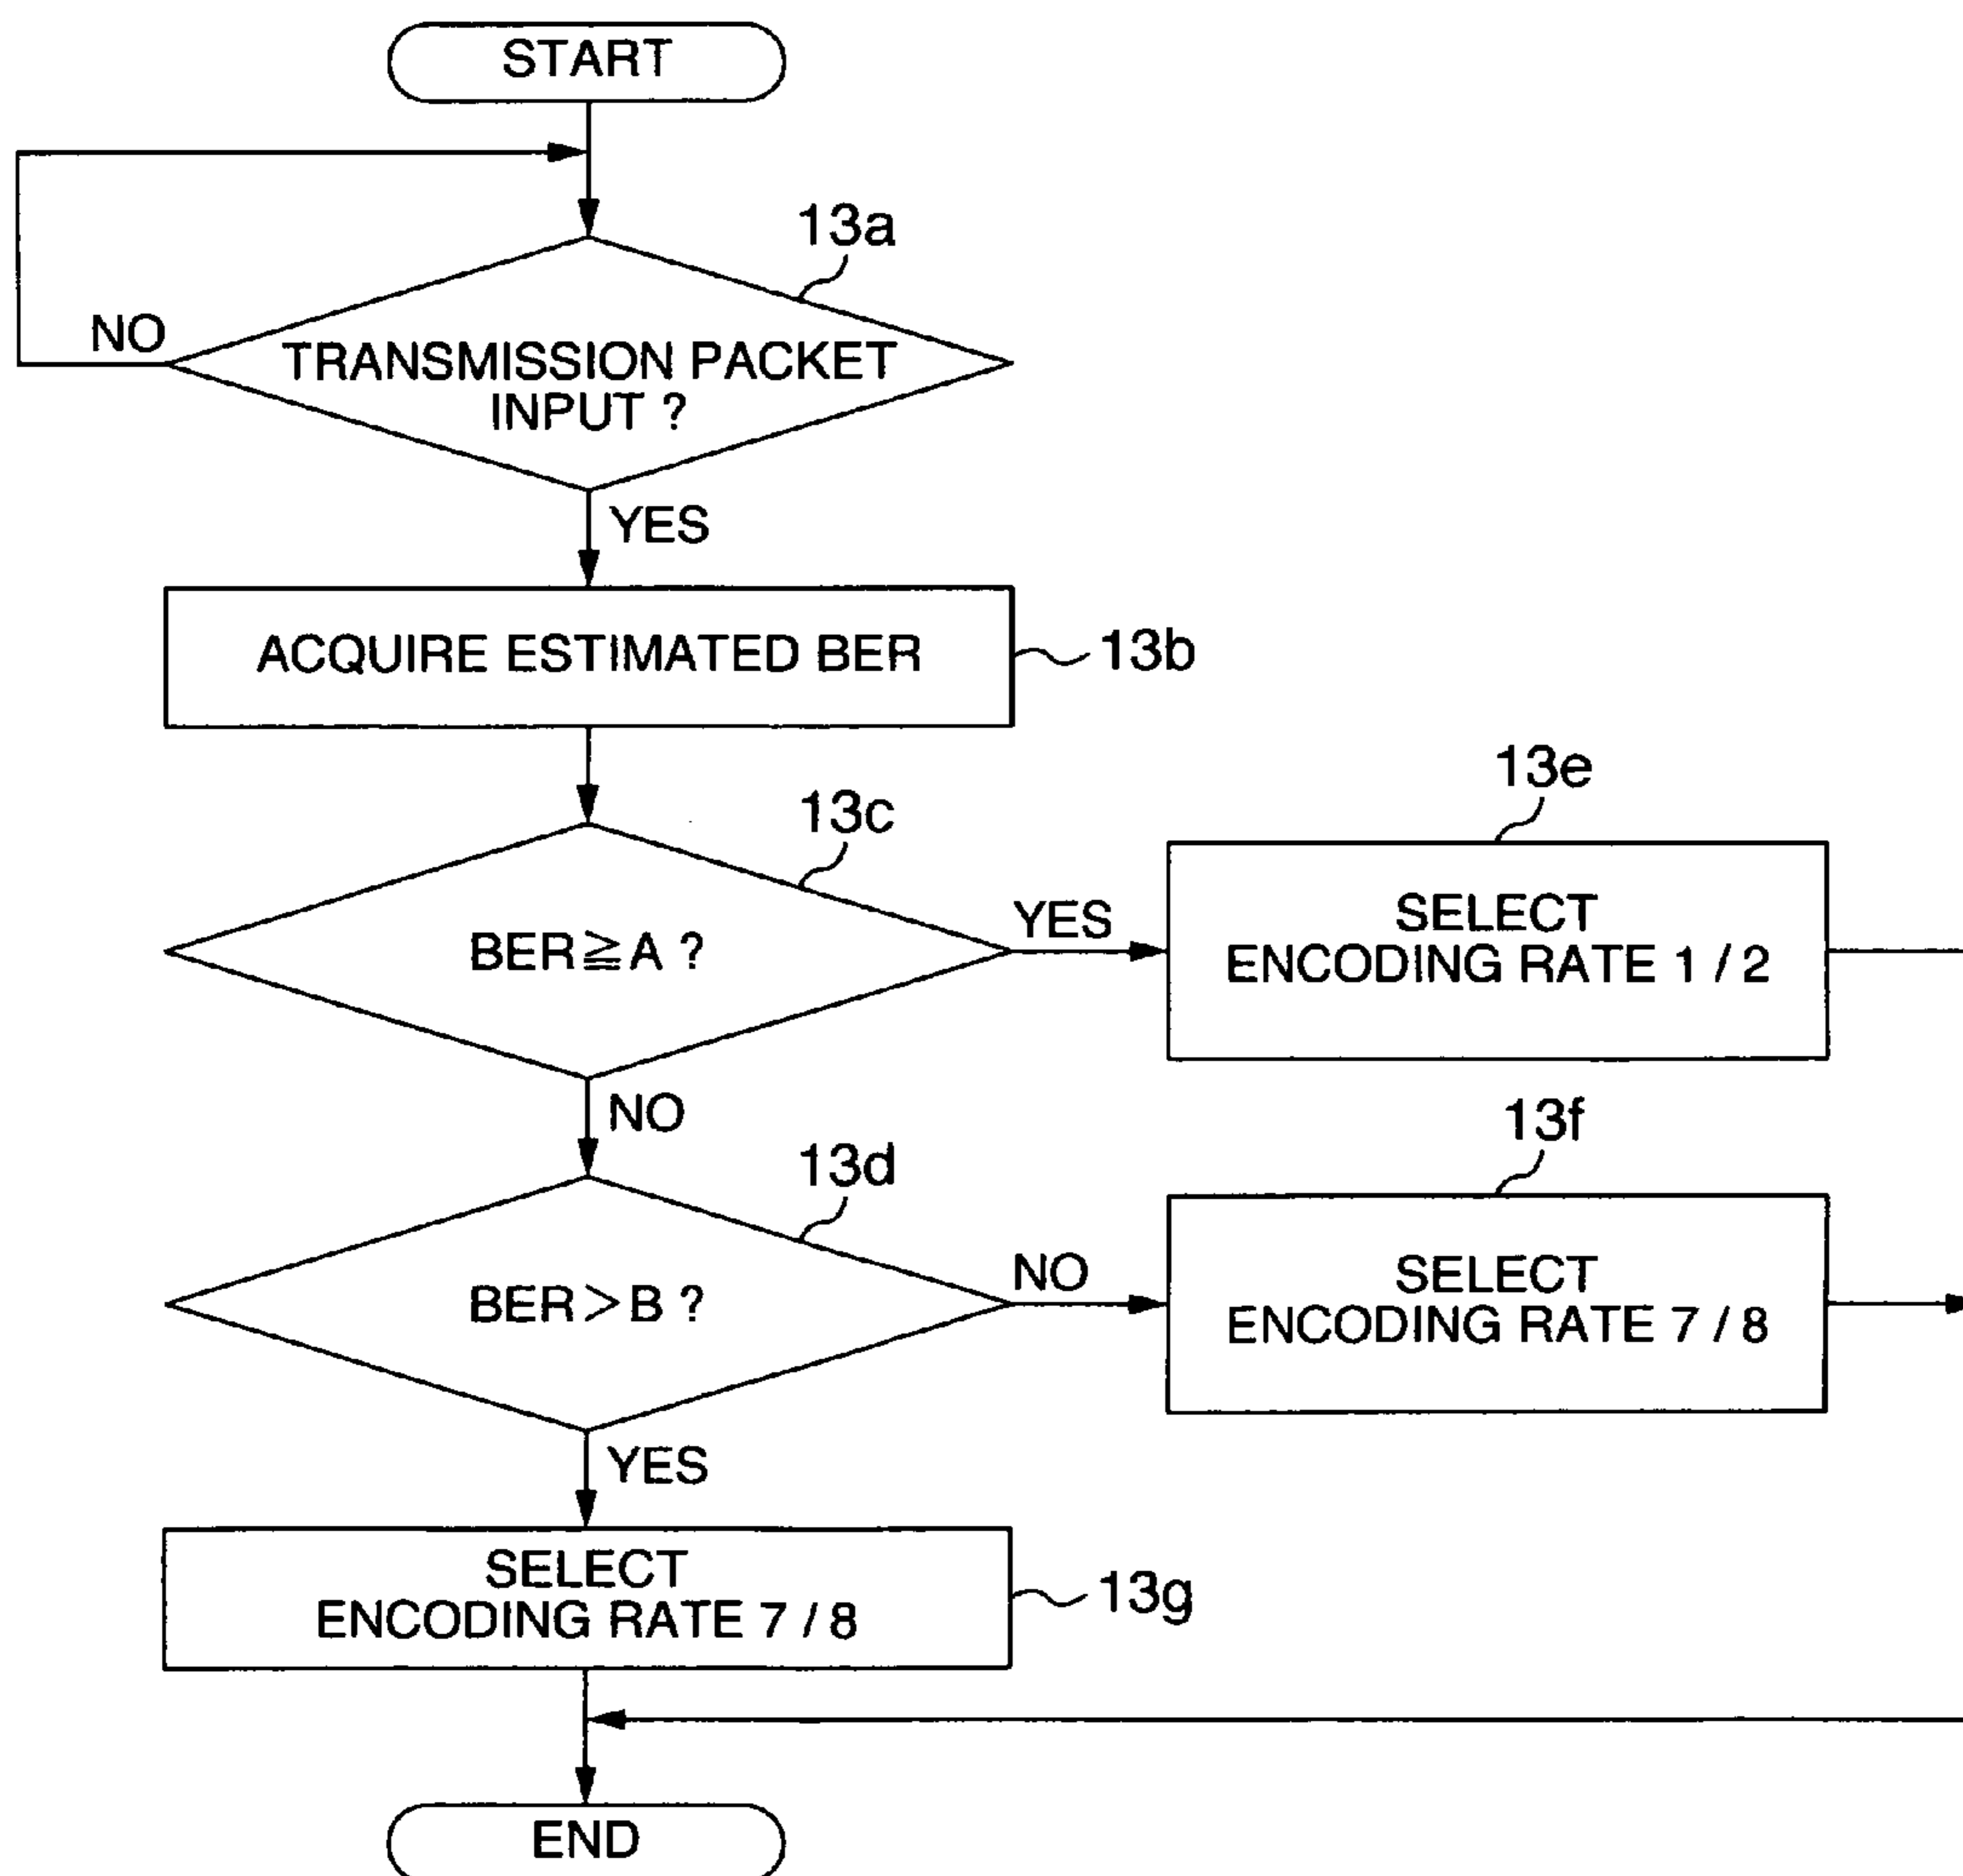 START
13a
NO
TRANSMISSION PACKET
INPUT ?
YES
ACQUIRE ESTIMATED BER
13b
13c
BER≧A ?
YES
13e
SELECT
ENCODING RATE 1 / 2
NO
13d
BER>B ?
NO
13f
SELECT
ENCODING RATE 7 / 8
YES
SELECT
ENCODING RATE 7 / 8
13g
END